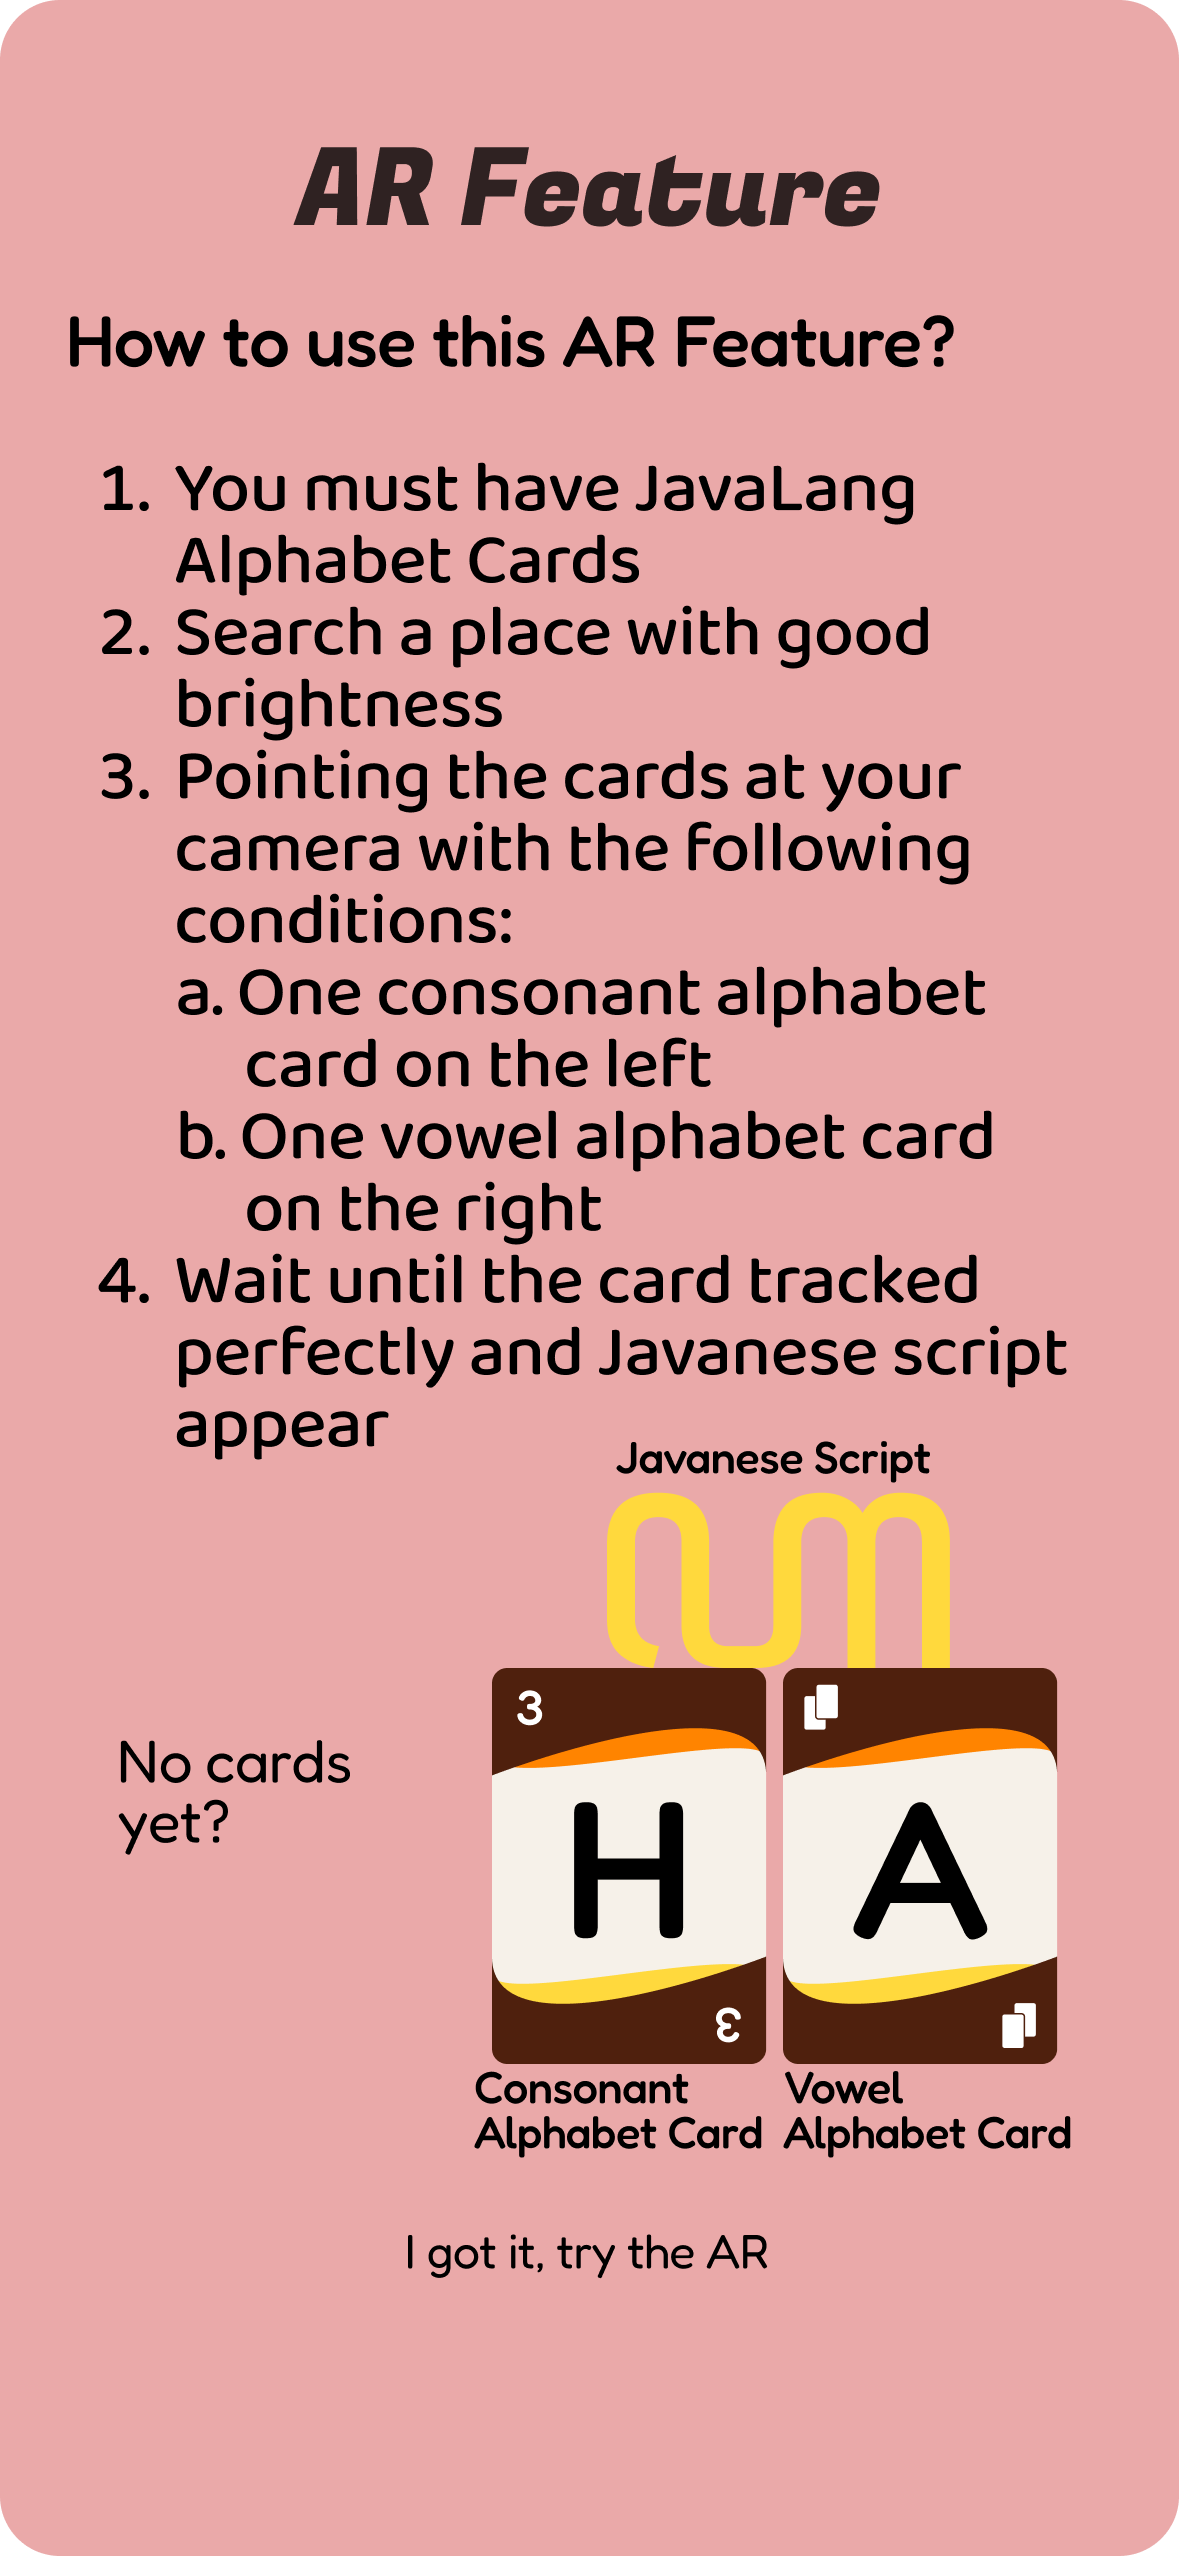 AR Feature
How to use this AR Feature?
1. You must have JavaLang
Alphabet Cards
2. Search a place with good
brightness
3. Pointing the cards at your
camera with the following
conditions:
a. One consonant alphabet
card on the left
b. One vowel alphabet card
on the right
4. Wait until the card tracked
perfectly and Javanese script
appear
Javanese Script
ꦲ
3
No cards
yet?
H
A
3
Consonant
Alphabet Card
Vowel
Alphabet Card
I got it, try the AR